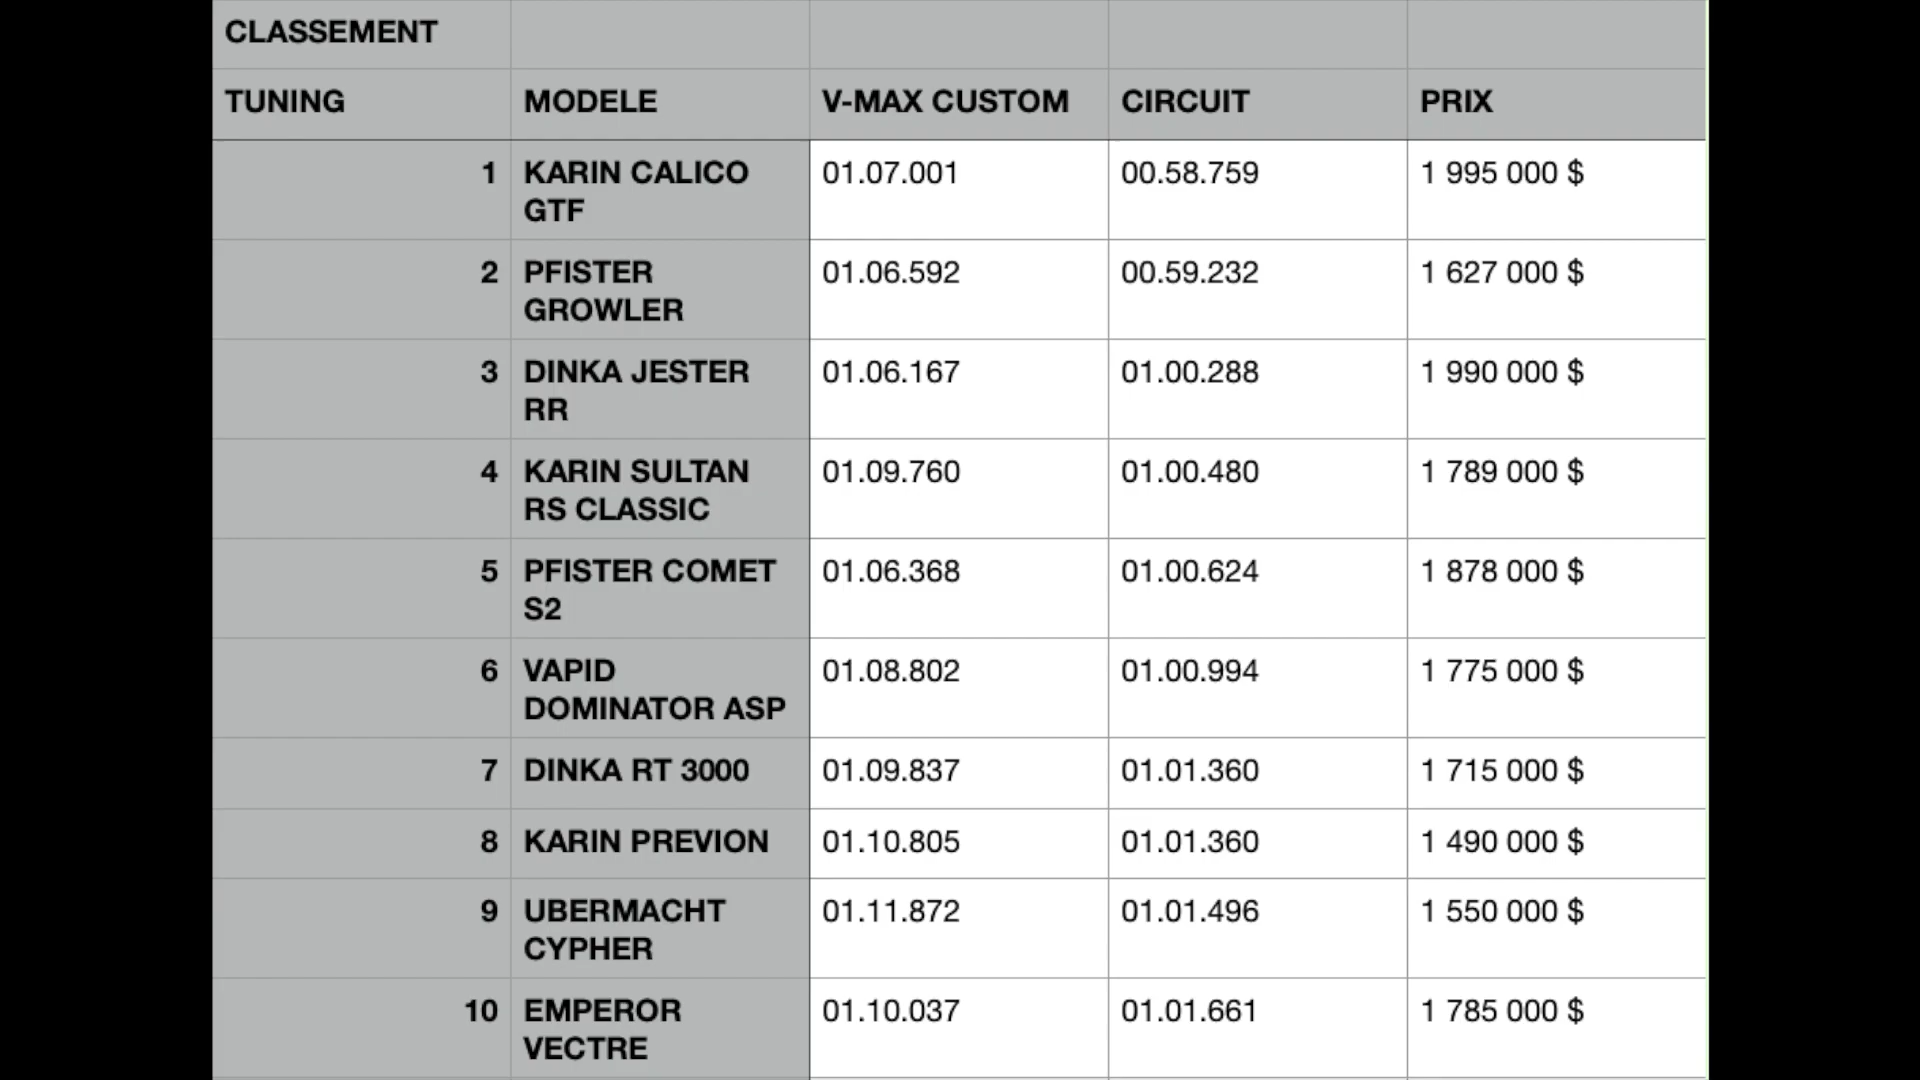 CLASSEMENT
TUNING MODELE V-MAX CUSTOM CIRCUIT PRIX
1 KARIN CALICO 01.07.001 00.58.759 1 995 000 $
GTF
2 PFISTER 01.06.592 00.59.232 1 627 000 $
GROWLER
3 DINKA JESTER 01.06.167 01.00.288 1 990 000 $
RR
4 KARIN SULTAN 01.09.760 01.00.480 1 789 000 $
RS CLASSIC
5 PFISTER COMET 01.06.368 01.00.624 1 878 000 $
S2
6 VAPID 01.08.802 01.00.994 1 775 000 $
DOMINATOR ASP
7 DINKA RT 3000 01.09.837 01.01.360 1 715 000 $
8 KARIN PREVION 01.10.805 01.01.360 1 490 000 $
9 UBERMACHT 01.11.872 01.01.496 1 550 000 $
CYPHER
10 EMPEROR 01.10.037 01.01.661 1 785 000 $
VECTRE